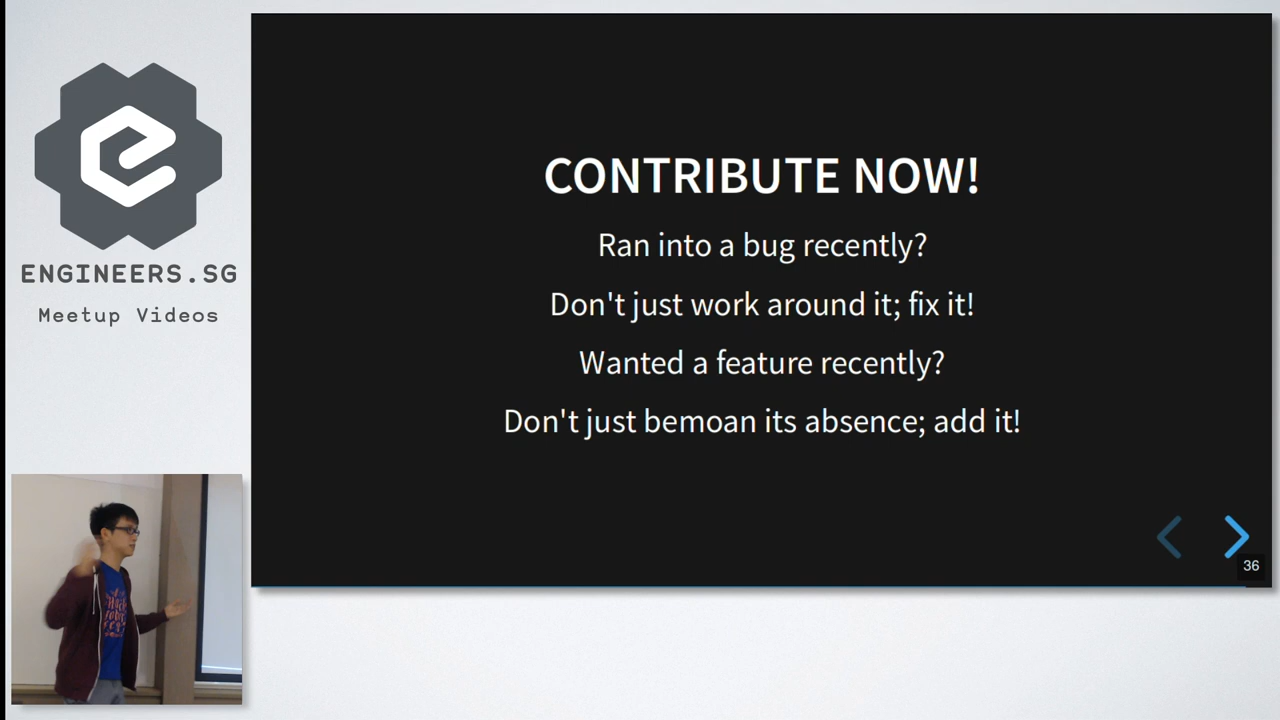 ENGINEERS.SG
Meetup Videos
CONTRIBUTE NOW!
Ran into a bug recently?
Don't just work around it; fix it!
Wanted a feature recently?
Don't just bemoan its absence; add it!
36